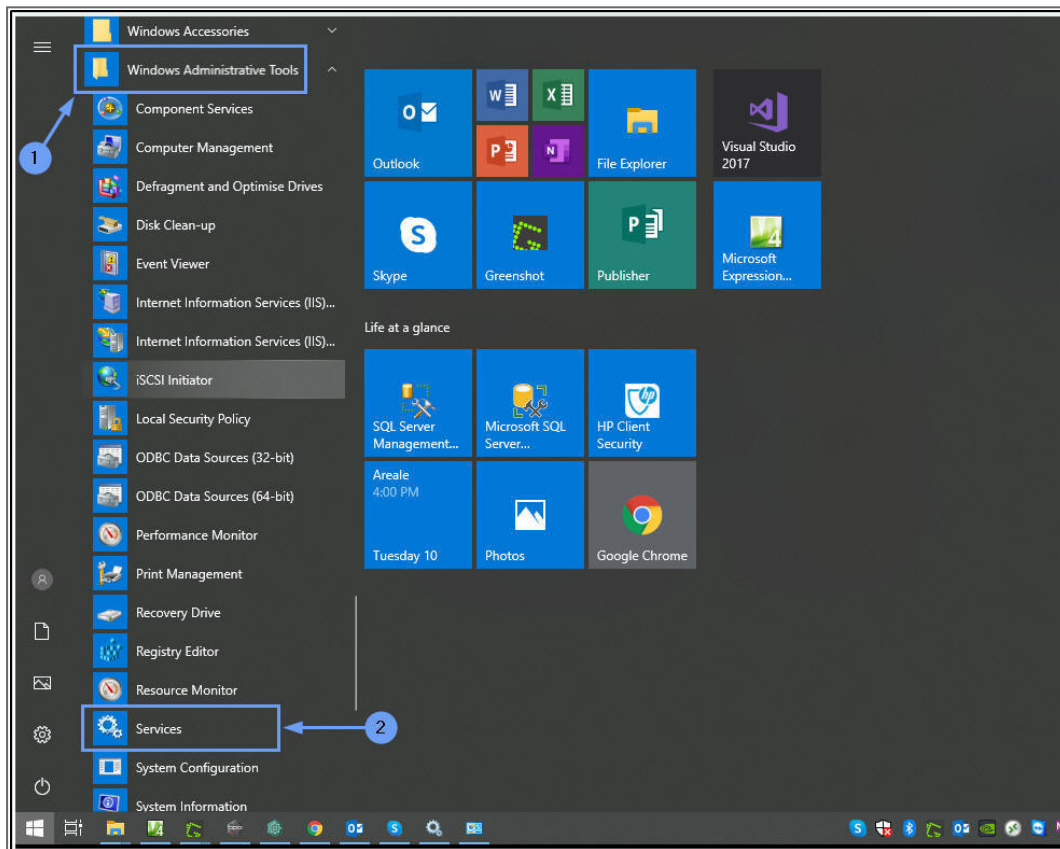 Windows Accessories
Windows Administrative Tools
1
Component Services
Computer Management
Defragment and Optimise Drives
Disk Clean-up
Event Viewer
Internet Information Services (IIS)...
Internet Information Services (IIS)...
iSCSI Initiator
Local Security Policy
ODBC Data Sources (32-bit)
ODBC Data Sources (64-bit)
Performance Monitor
Print Management
Recovery Drive
Registry Editor
Resource Monitor
Services
2
System Configuration
System Information
Outlook
File Explorer
Visual Studio
2017
Skype
Greenshot
Publisher
Microsoft
Expression...
Life at a glance
SQL Server
Management...
Microsoft SQL
Server...
HP Client
Security
Areale
4:00 PM
Tuesday 10
Photos
Google Chrome